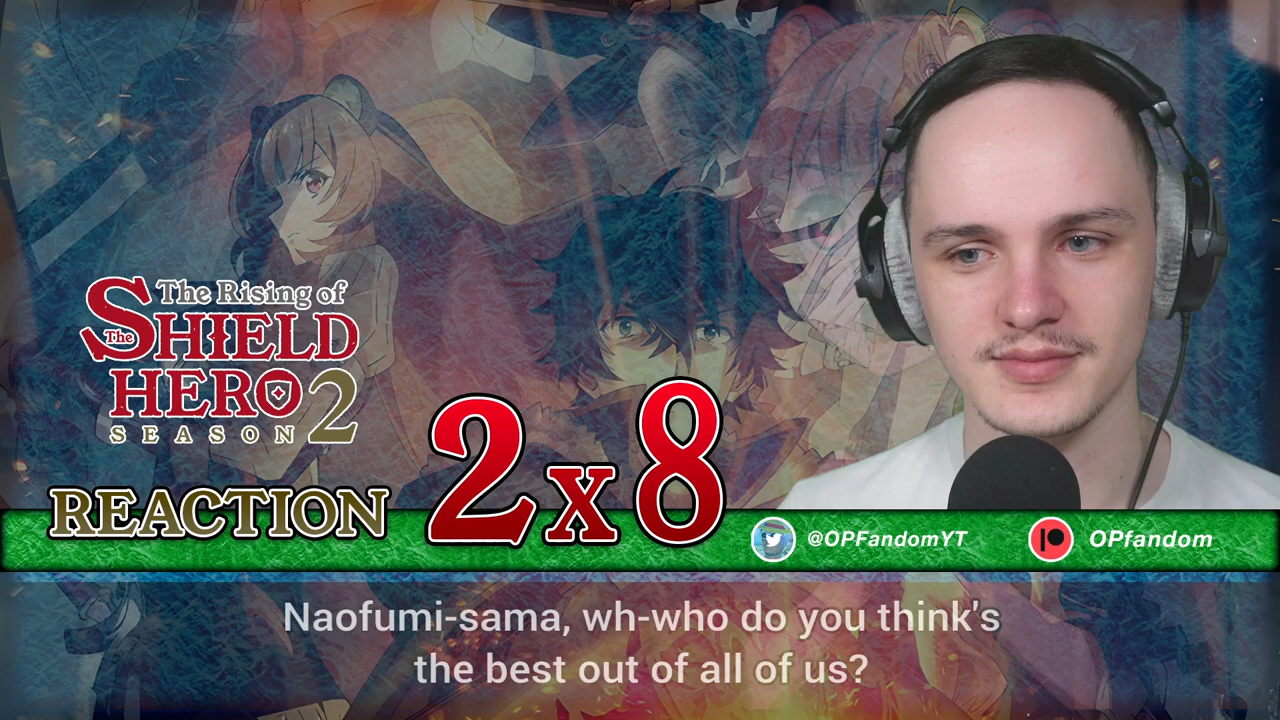 The Rising of
The SHIELD
HERO 2
SEASON
REACTION
2x8
@OPFandomYT
OPfandom
Naofumi-sama, wh-who do you think's
the best out of all of us?